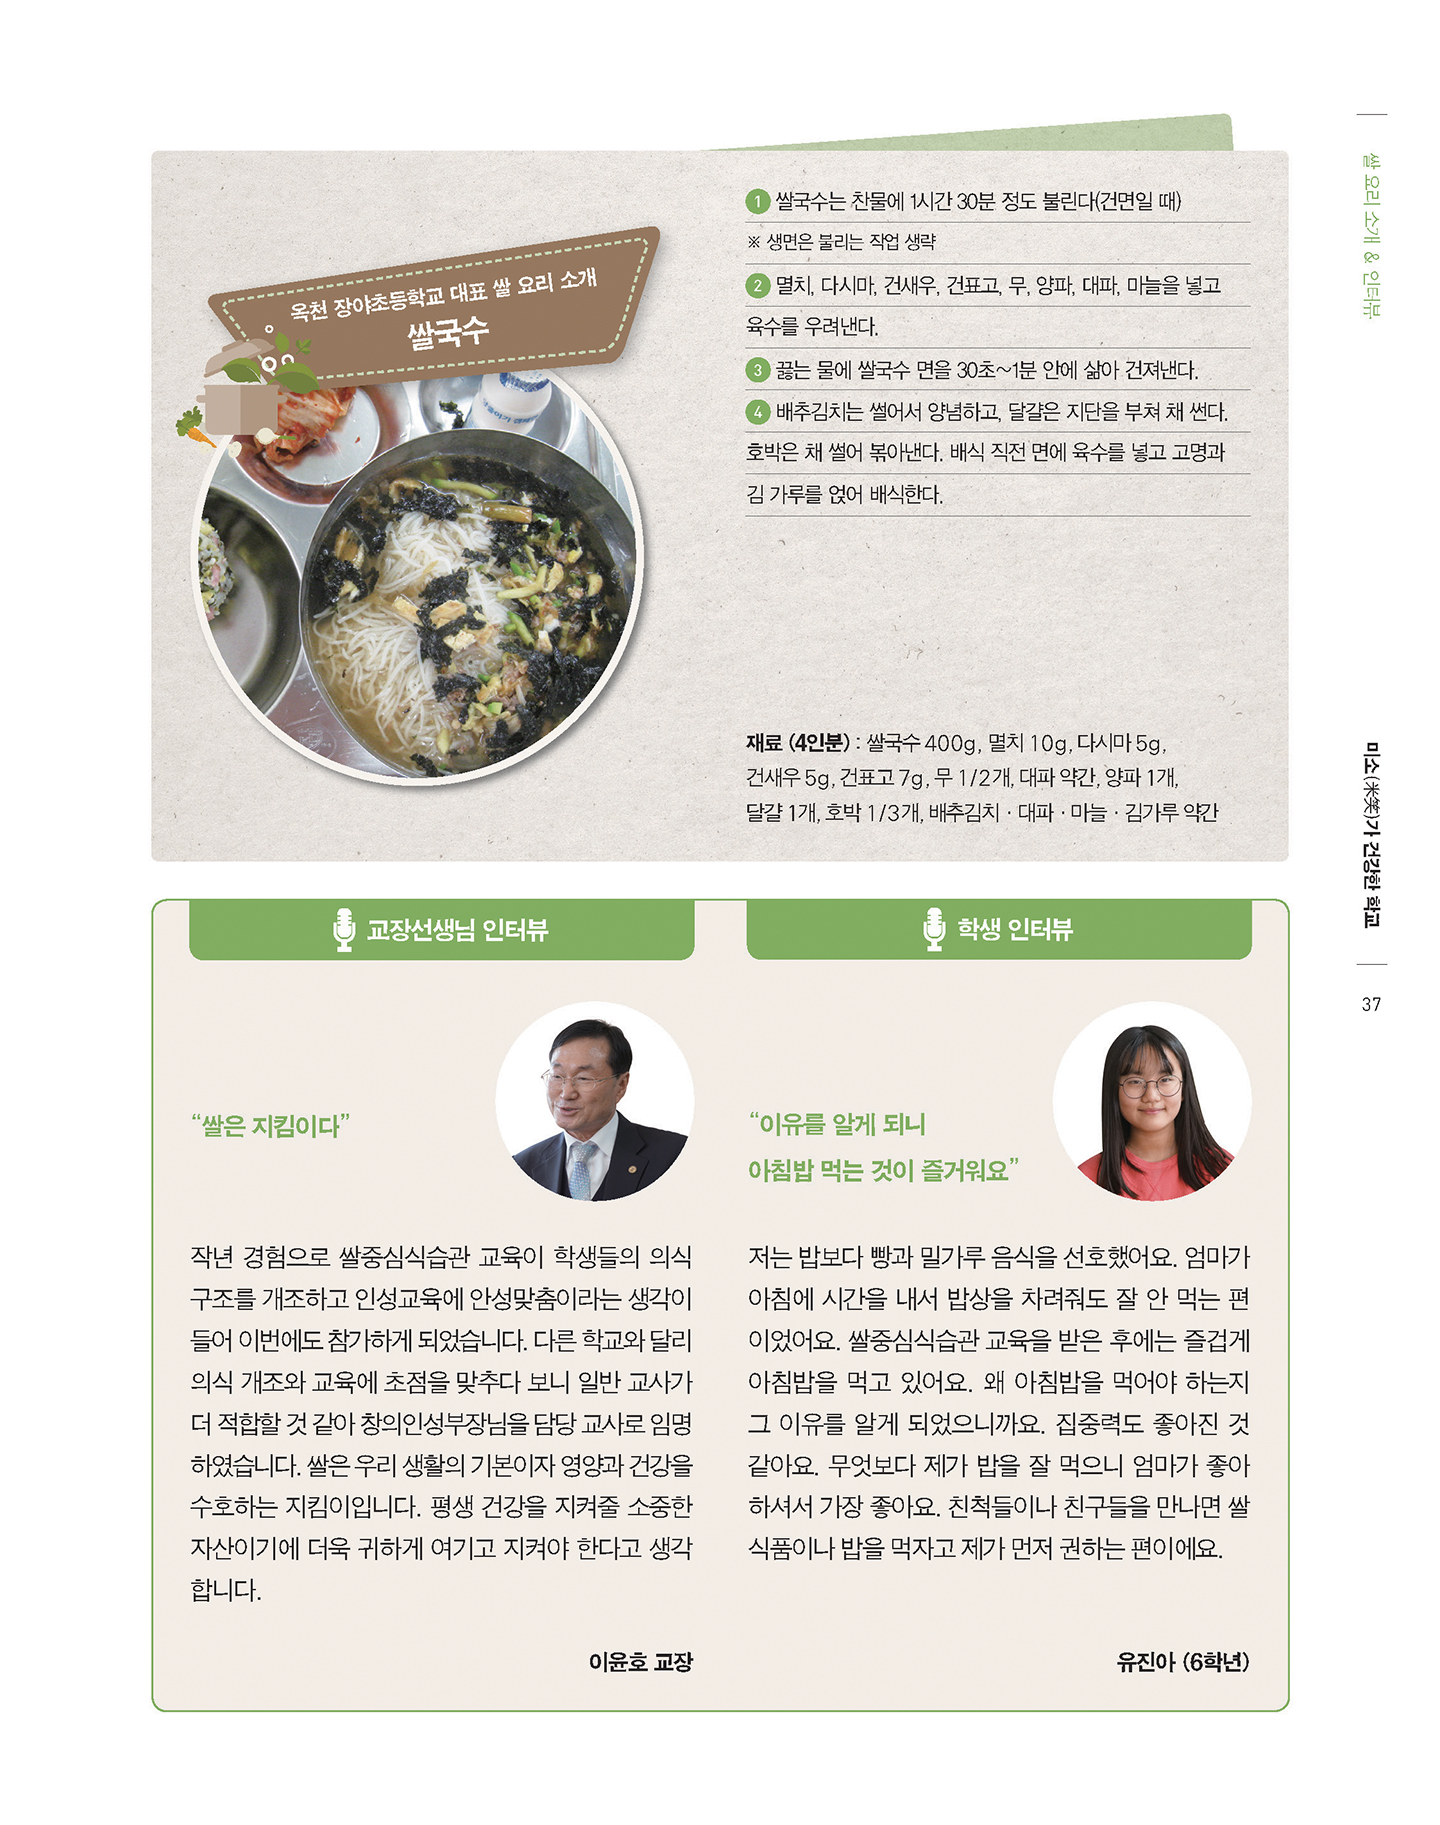 쌀 요리 소개 & 인터뷰
옥천 장야초등학교 대표 쌀 요리 소개
쌀국수
1 쌀국수는 찬물에 1시간 30분 정도 불린다(건면일 때)
※ 생면은 불리는 작업 생략
2 멸치, 다시마, 건새우, 건표고, 무, 양파, 대파, 마늘을 넣고
육수를 우려낸다.
3 끓는 물에 쌀국수 면을 30초~1분 안에 삶아 건져낸다.
4 배추김치는 썰어서 양념하고, 달걀은 지단을 부쳐 채 썬다.
호박은 채 썰어 볶아낸다. 배식 직전 면에 육수를 넣고 고명과
김 가루를 얹어 배식한다.
재료 (4인분) : 쌀국수 400g, 멸치 10g, 다시마 5g,
건새우 5g, 건표고 7g, 무 1/2개, 대파 약간, 양파 1개,
달걀 1개, 호박 1/3개, 배추김치 · 대파 · 마늘 · 김가루 약간
미소(米笑)가 건강한 학교
37
교장선생님 인터뷰
“쌀은 지킴이다”
작년 경험으로 쌀중심식습관 교육이 학생들의 의식
구조를 개조하고 인성교육에 안성맞춤이라는 생각이
들어 이번에도 참가하게 되었습니다. 다른 학교와 달리
의식 개조와 교육에 초점을 맞추다 보니 일반 교사가
더 적합할 것 같아 창의인성부장님을 담당 교사로 임명
하였습니다. 쌀은 우리 생활의 기본이자 영양과 건강을
수호하는 지킴이입니다. 평생 건강을 지켜줄 소중한
자산이기에 더욱 귀하게 여기고 지켜야 한다고 생각
합니다.
이윤호 교장
학생 인터뷰
“이유를 알게 되니
아침밥 먹는 것이 즐거워요”
저는 밥보다 빵과 밀가루 음식을 선호했어요. 엄마가
아침에 시간을 내서 밥상을 차려줘도 잘 안 먹는 편
이었어요. 쌀중심식습관 교육을 받은 후에는 즐겁게
아침밥을 먹고 있어요. 왜 아침밥을 먹어야 하는지
그 이유를 알게 되었으니까요. 집중력도 좋아진 것
같아요. 무엇보다 제가 밥을 잘 먹으니 엄마가 좋아
하셔서 가장 좋아요. 친척들이나 친구들을 만나면 쌀
식품이나 밥을 먹자고 제가 먼저 권하는 편이에요.
유진아 (6학년)